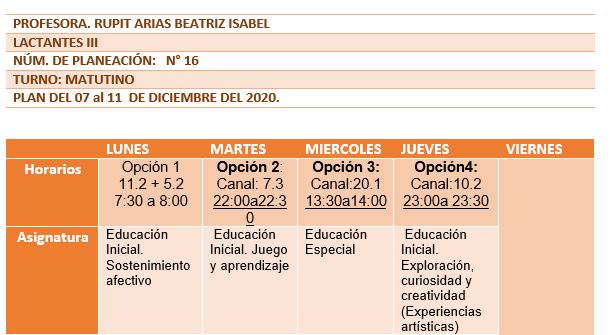 PROFESORA. RUPIT ARIAS BEATRIZ ISABEL
LACTANTES III
NÚM. DE PLANEACIÓN: N° 16
TURNO: MATUTINO
PLAN DEL 07 al 11 DE DICIEMBRE DEL 2020.
LUNES MARTES MIERCOLES JUEVES VIERNES
Horarios
Opción 1
11.2 + 5.2
7:30 a 8:00
Opción 2:
Canal: 7.3
22:00a22:3
0
Opción 3:
Canal:20.1
13:30a14:00
Opción4:
Canal:10.2
23:00a 23:30
Asignatura
Educación
Inicial.
Sostenimiento
afectivo
Educación
Inicial. Juego
y aprendizaje
Educación
Especial
Educación
Inicial.
Exploración,
curiosidad y
creatividad
(Experiencias
artísticas)